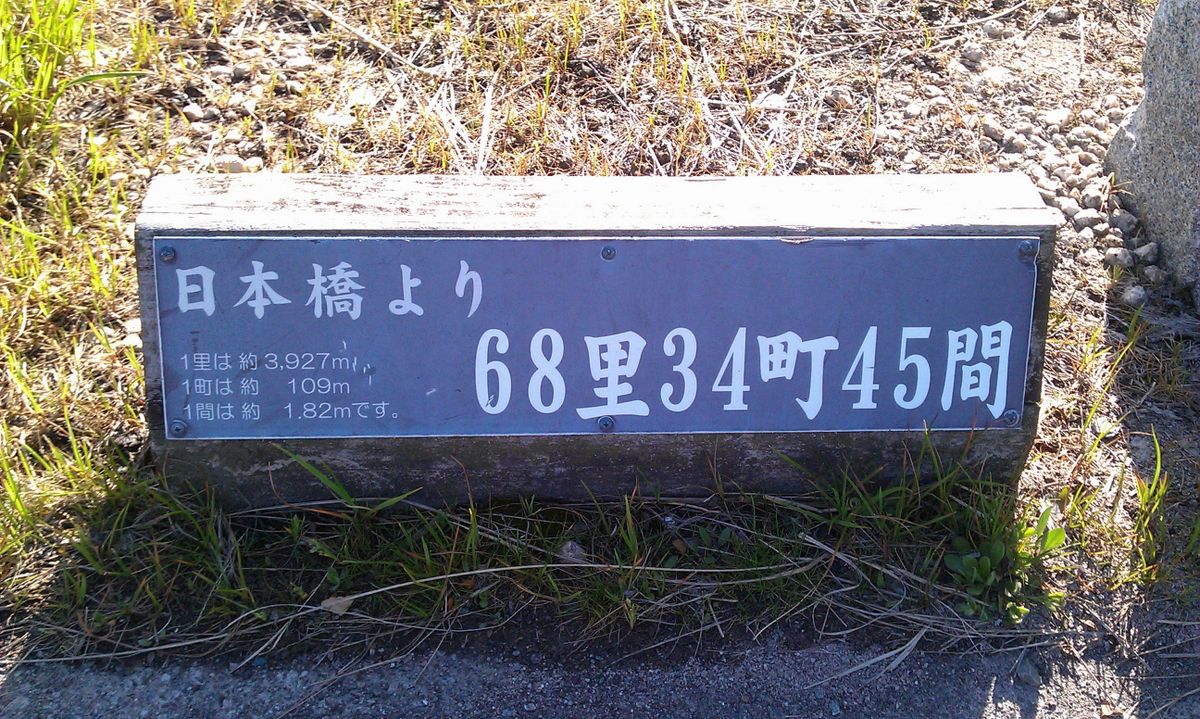 日本橋より
68里34町45間
1里は約3,927m
1町は約 109m
1間は約 1.82mです。